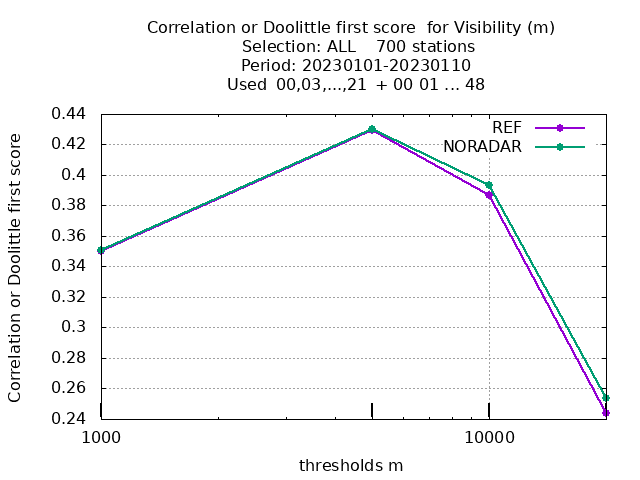 Correlation or Doolittle first score  for Visibility (m)
Selection: ALL    700 stations
Period: 20230101-20230110
Used  00,03,...,21  + 00 01 ... 48
REF
NORADAR
Correlation or Doolittle first score
0.44
0.42
0.4
0.38
0.36
0.34
0.32
0.3
0.28
0.26
0.24
1000
10000
thresholds m